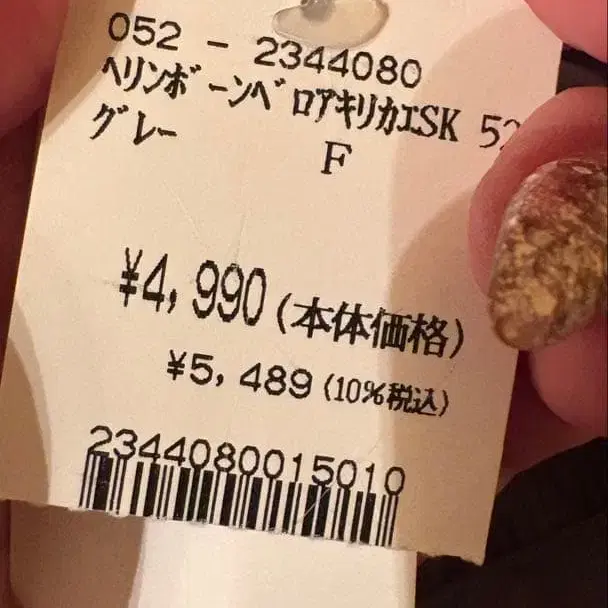 052 - 2344080
ﾍﾘﾝﾎﾞｰﾝﾍﾞﾛｱｷﾘｶｴSK
ｸﾞﾚｰ F
¥4,990(本体価格)
¥5,489(10%税込)
2344080015010